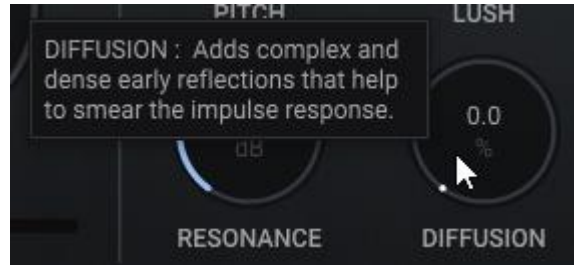 PITCH
LUSH
DIFFUSION : Adds complex and
dense early reflections that help
to smear the impulse response.
0.0
dB
%
RESONANCE
DIFFUSION